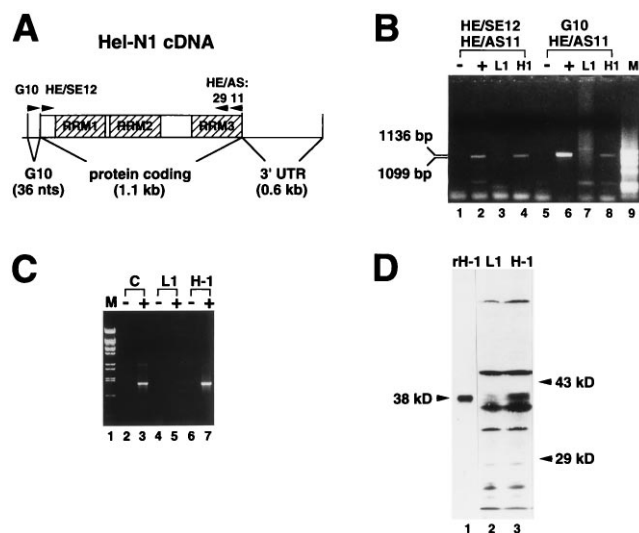 A
Hel-N1 cDNA
G10
HE/SE12
HE/AS:
29 11
RRM1
RRM2
RRM3
G10
(36 nts)
protein coding
(1.1 kb)
3' UTR
(0.6 kb)
B
HE/SE12
HE/AS11
G10
HE/AS11
- + L1 H1 - + L1 H1 M
1136 bp
1099 bp
1 2 3 4 5 6 7 8 9
C
C L1 H-1
M - + - + - +
1 2 3 4 5 6 7
D
rH-1 L1 H-1
38 kD
43 kD
29 kD
1 2 3